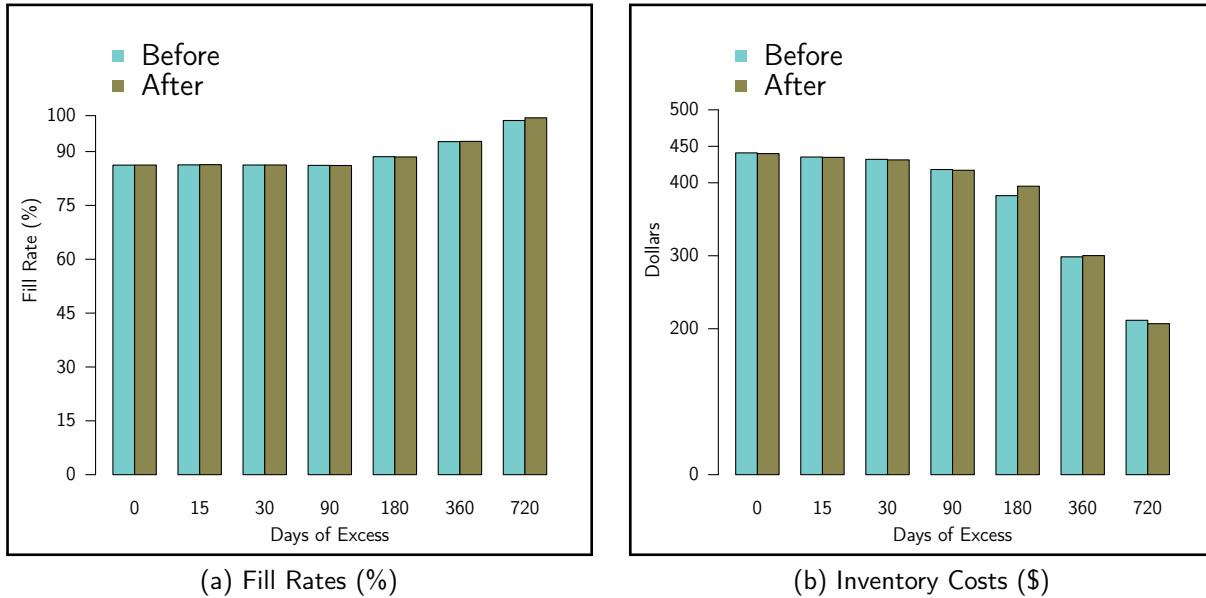 Before
After
100
90
75
60
45
30
15
0
Fill Rate (%)
0 15 30 90 180 360 720
Days of Excess
(a) Fill Rates (%)
Before
After
500
450
400
300
200
0
Dollars
0 15 30 90 180 360 720
Days of Excess
(b) Inventory Costs ($)